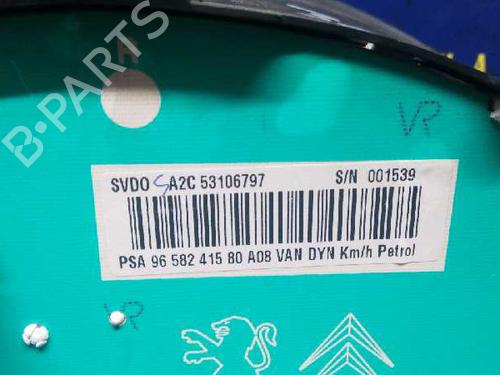 A
VR
SVDO A2C 53106797 S/N 001539
PSA 96 582 415 80 A08 VAN DYN Km/h Petrol
VR
B-PARTS